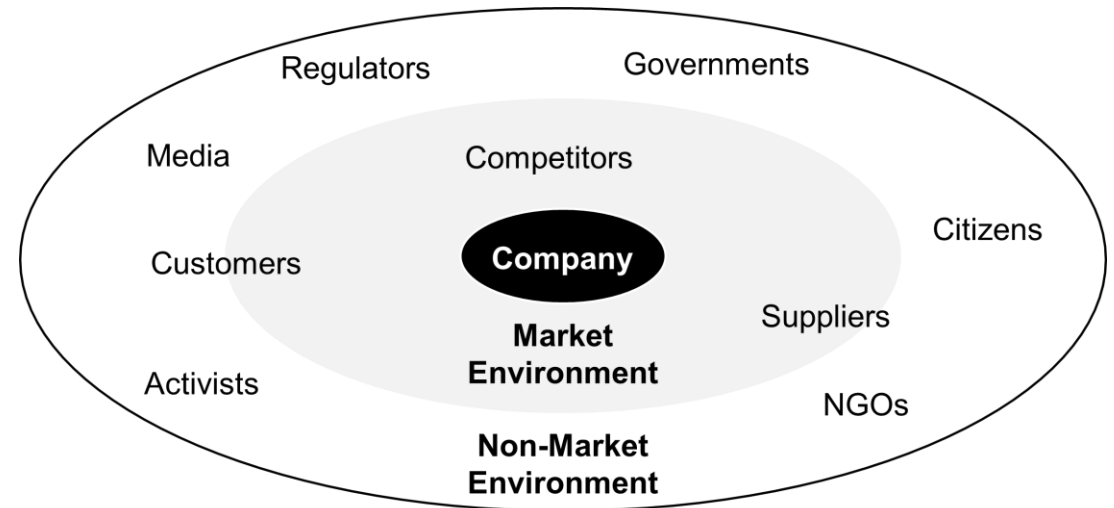 Regulators
Governments
Media
Competitors
Citizens
Customers
Company
Suppliers
Market
Environment
Activists
NGOs
Non-Market
Environment